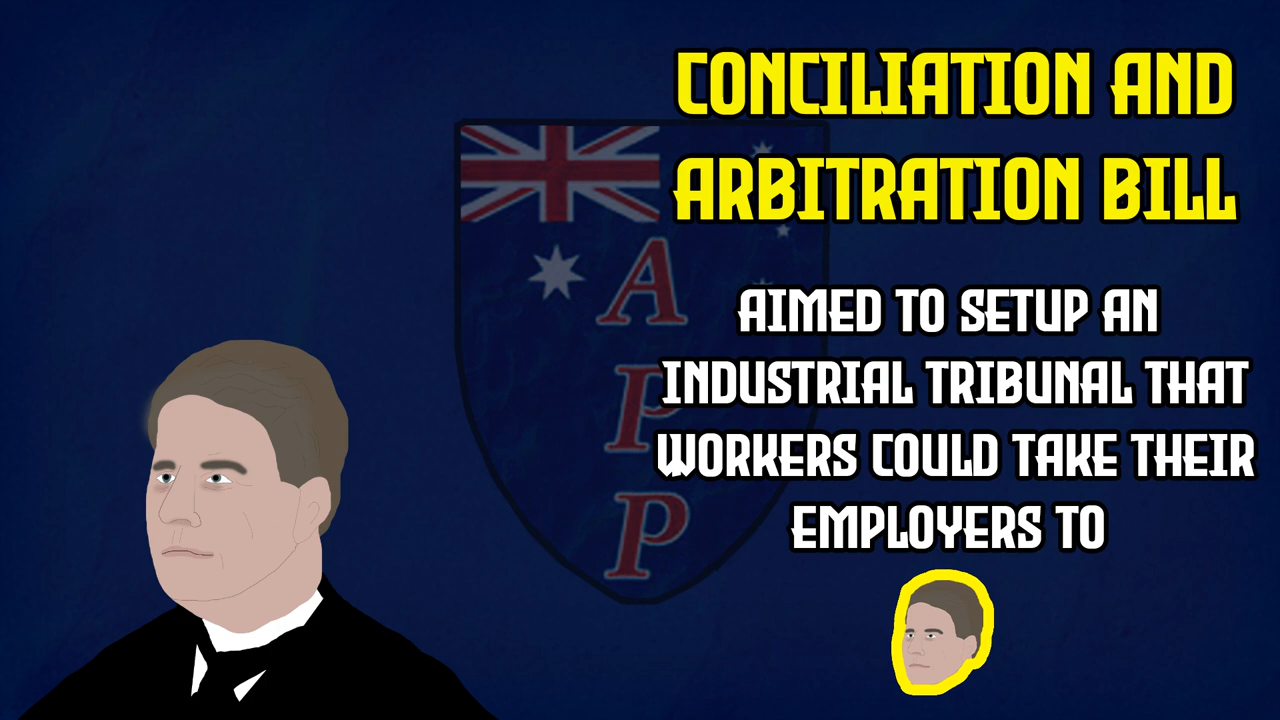 CONCILIATION AND
ARBITRATION BILL
AIMED TO SETUP AN
INDUSTRIAL TRIBUNAL THAT
WORKERS COULD TAKE THEIR
EMPLOYERS TO
A
P
P